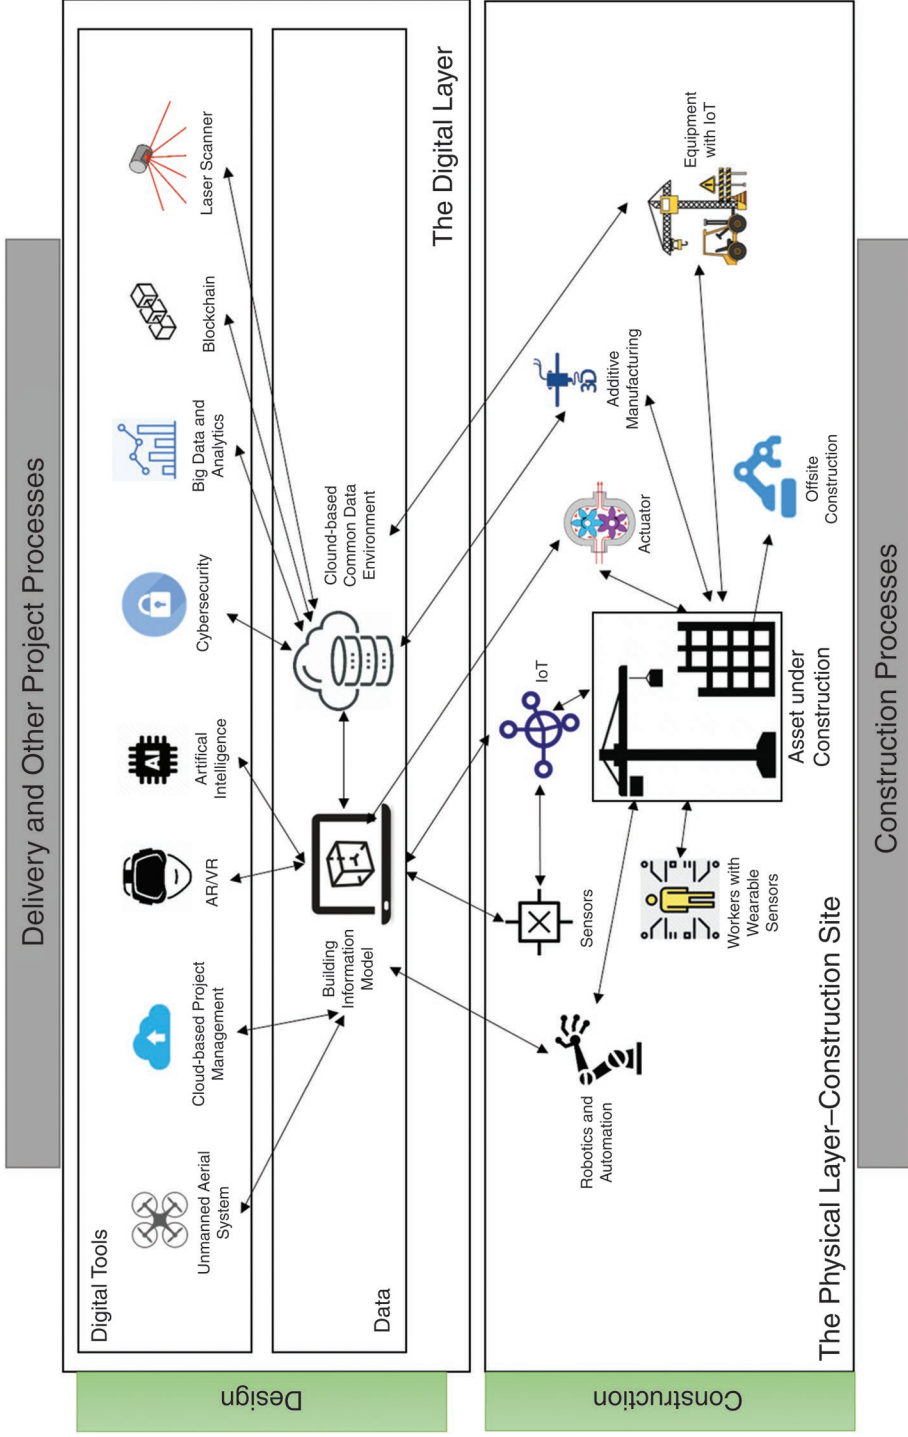 Delivery and Other Project Processes
Design
Digital Tools
Unmanned Aerial
System
Cloud-based Project
Management
AR/VR
AI
Artifical
Intelligence
Cybersecurity
Big Data and
Analytics
Blockchain
Laser Scanner
Data
Building
Information
Model
Clound-based
Common Data
Environment
The Digital Layer
Construction
Robotics and
Automation
Sensors
IoT
Actuator
3D
Additive
Manufacturing
Equipment
with IoT
Workers with
Wearable
Sensors
Asset under
Construction
Offsite
Construction
The Physical Layer–Construction Site
Construction Processes